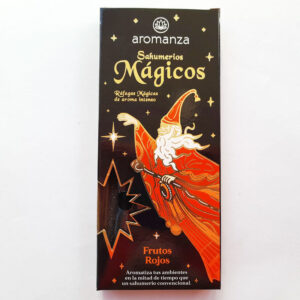 aromanza
Sahumerios
Mágicos
Ráfagas Mágicas
de aroma intenso
Frutos
Rojos
Aromatiza tus ambientes
en la mitad de tiempo que
un sahumerio convencional